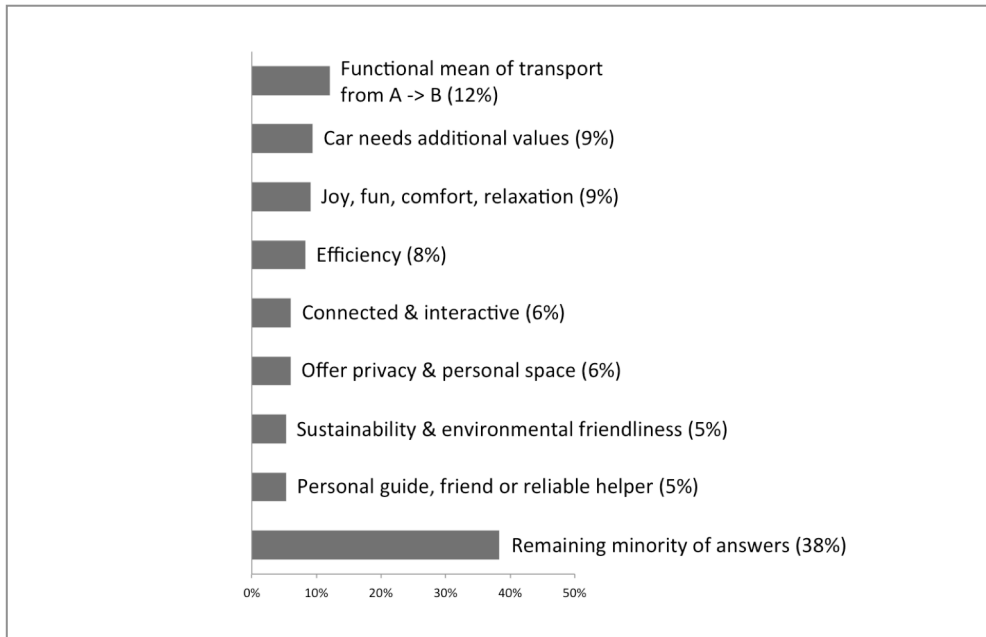 Functional mean of transport
from A -> B (12%)
Car needs additional values (9%)
Joy, fun, comfort, relaxation (9%)
Efficiency (8%)
Connected & interactive (6%)
Offer privacy & personal space (6%)
Sustainability & environmental friendliness (5%)
Personal guide, friend or reliable helper (5%)
Remaining minority of answers (38%)
0% 10% 20% 30% 40% 50%